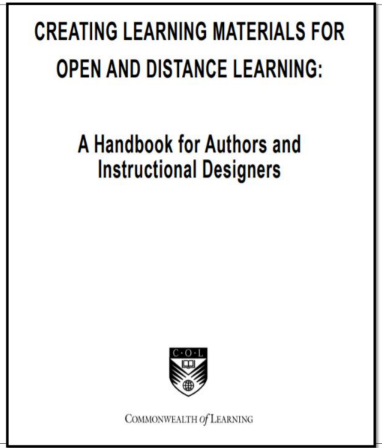 CREATING LEARNING MATERIALS FOR
OPEN AND DISTANCE LEARNING:
A Handbook for Authors and
Instructional Designers
C·O·L
COMMONWEALTH of LEARNING